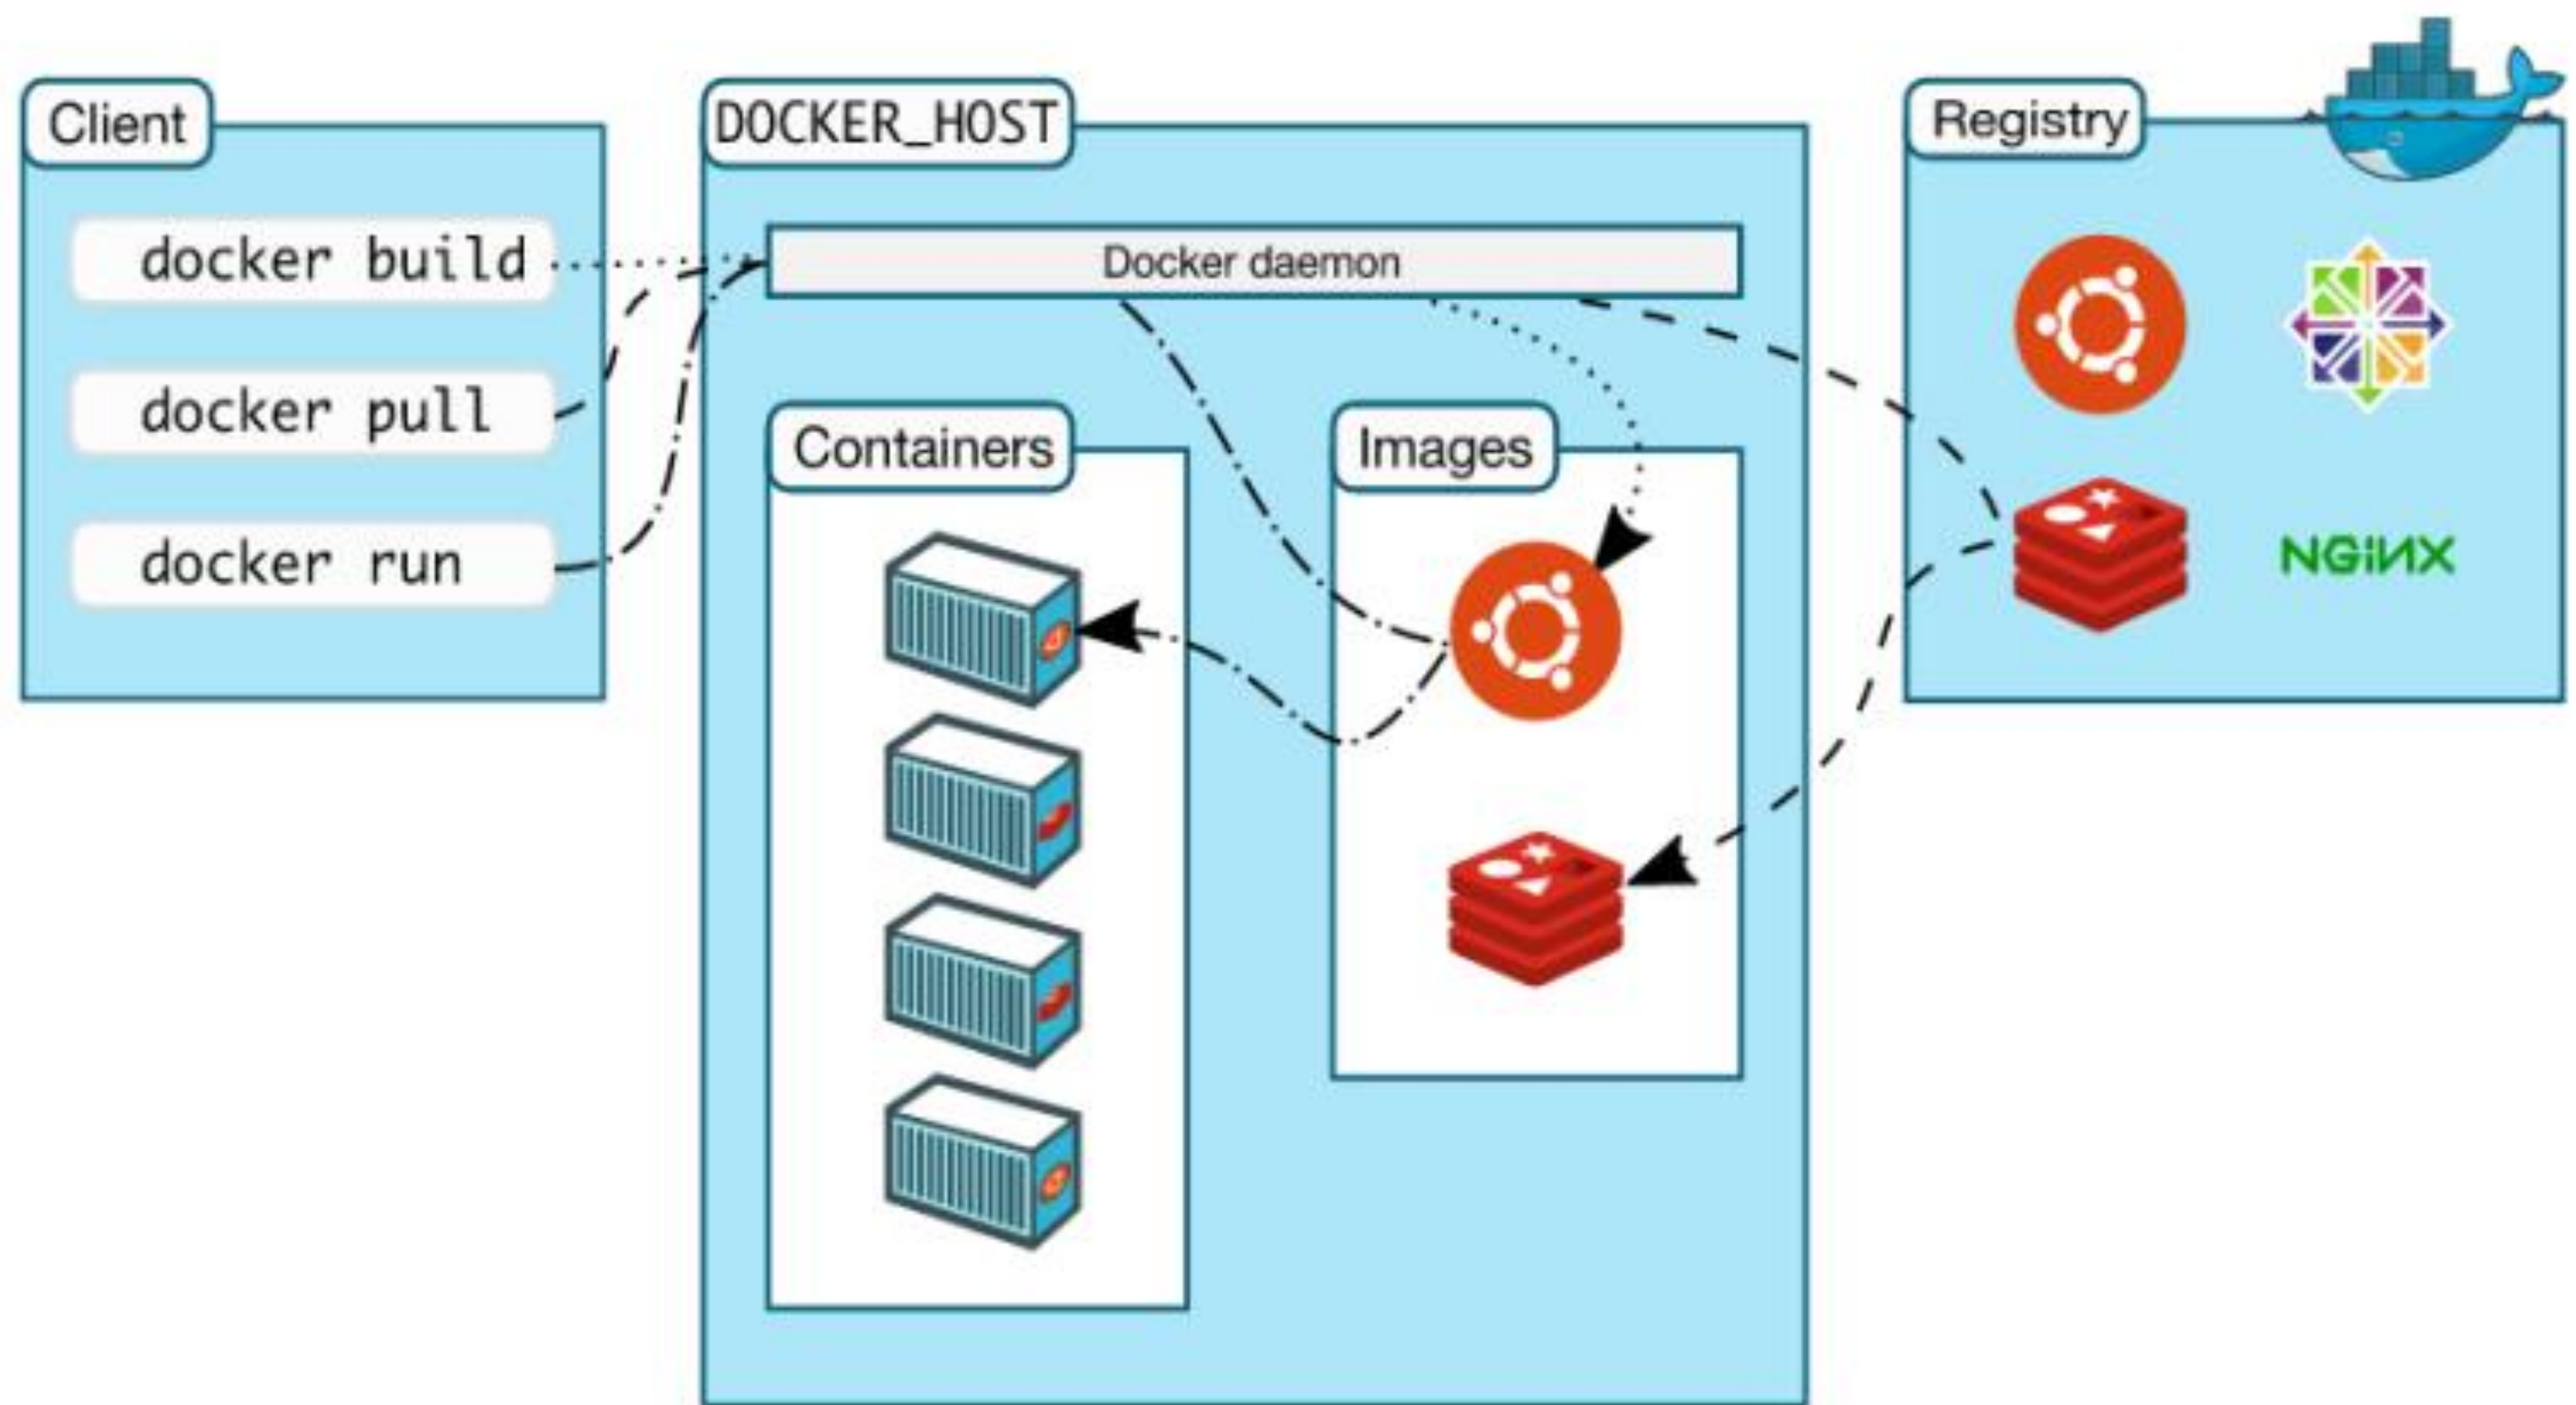 Client
docker build
docker pull
docker run
DOCKER_HOST
Docker daemon
Containers
Images
Registry
NGiNX